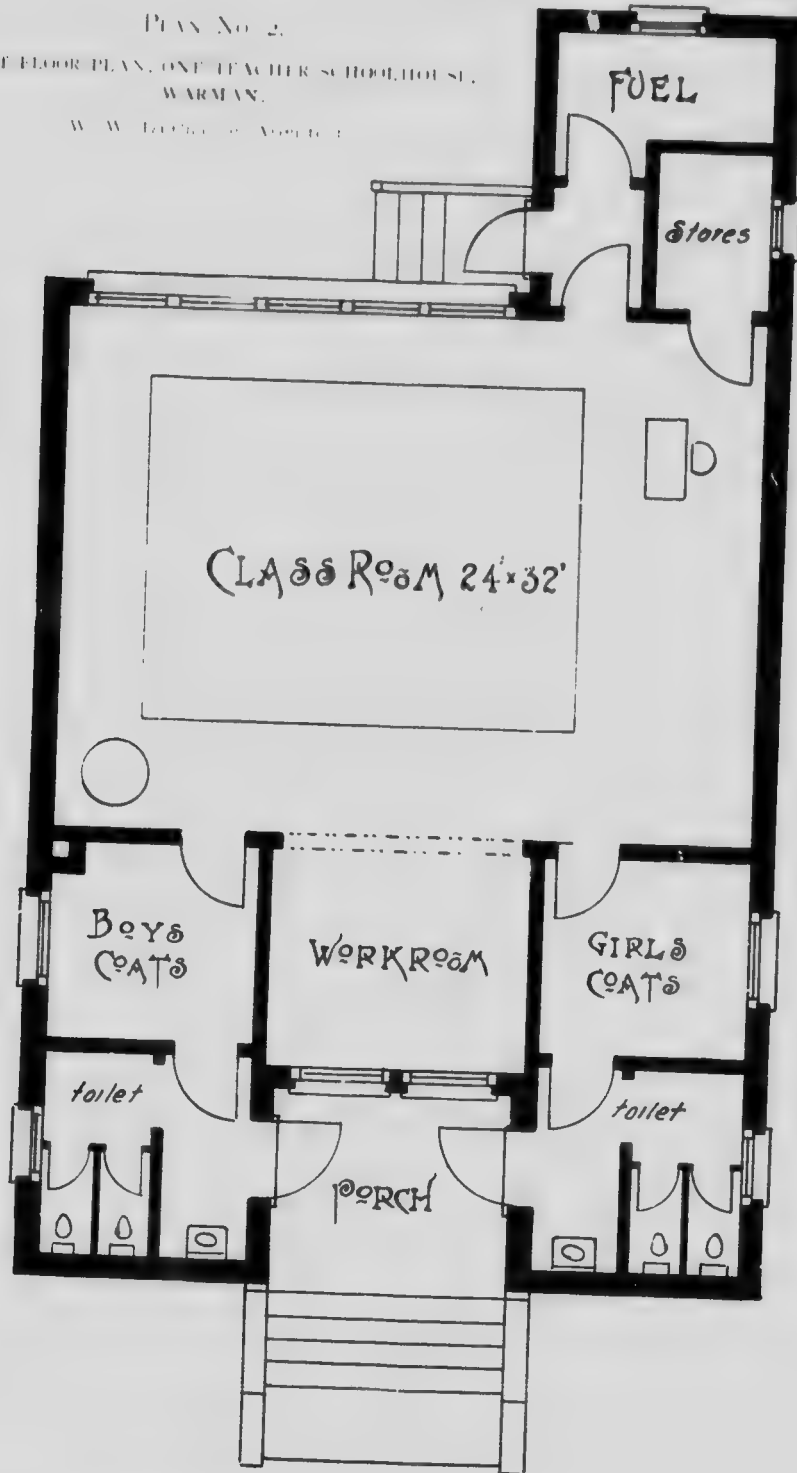 PLAN NO 2.
FLOOR PLAN, ONE TEACHER SCHOOLHOUSE,
WARMAN.
W. W.
FUEL
Stores
CLASS ROOM 24'×32'
BOYS
COATS
WORKROOM
GIRLS
COATS
toilet
toilet
PORCH